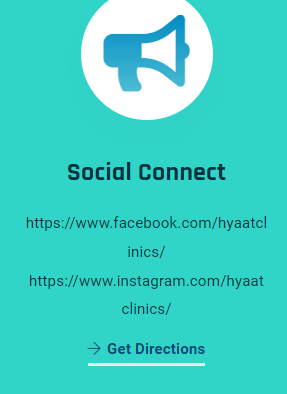 Social Connect
https://www.facebook.com/hyaatcl
inics/
https://www.instagram.com/hyaat
clinics/
→ Get Directions